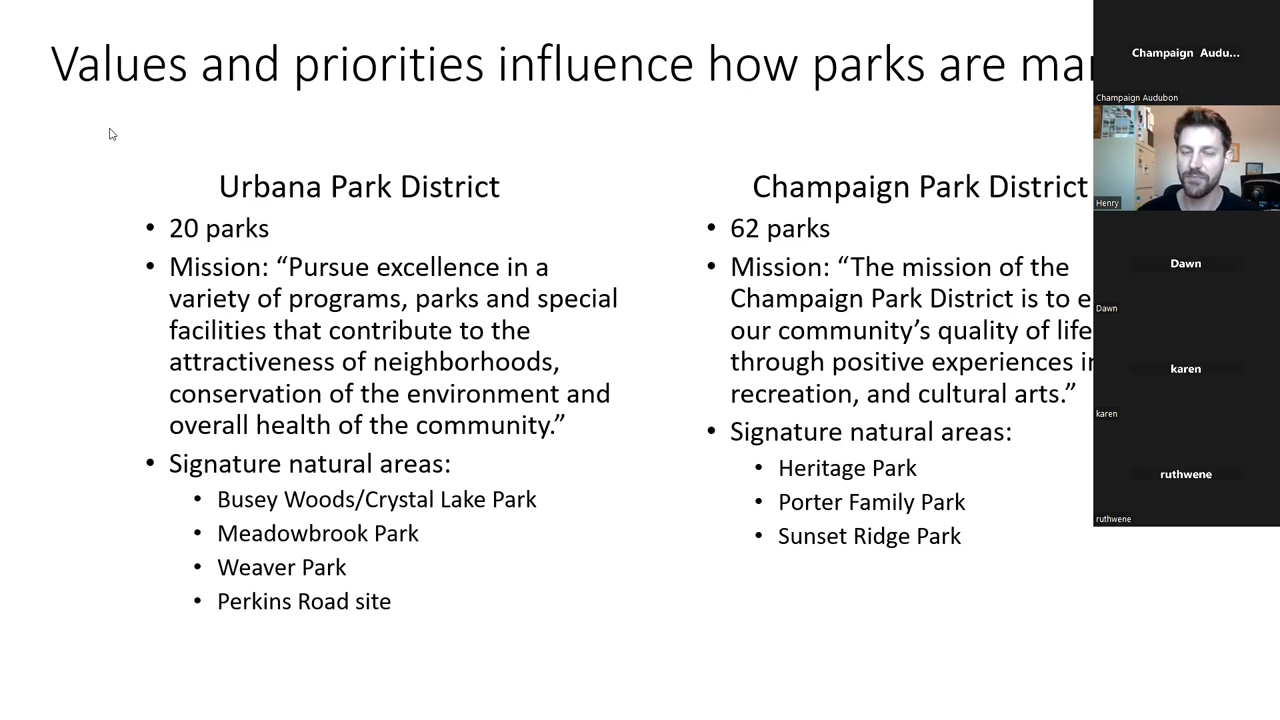 Values and priorities influence how parks are
Urbana Park District
• 20 parks
• Mission: “Pursue excellence in a
variety of programs, parks and special
facilities that contribute to the
attractiveness of neighborhoods,
conservation of the environment and
overall health of the community.”
• Signature natural areas:
• Busey Woods/Crystal Lake Park
• Meadowbrook Park
• Weaver Park
• Perkins Road site
Champaign Park District
• 62 parks
• Mission: “The mission of the
Champaign Park District is to
our community’s quality of life
through positive experiences
recreation, and cultural arts.”
• Signature natural areas:
• Heritage Park
• Porter Family Park
• Sunset Ridge Park
Champaign Audu...
Champaign Audubon
Henry
Dawn
Dawn
karen
karen
ruthwene
ruthwene